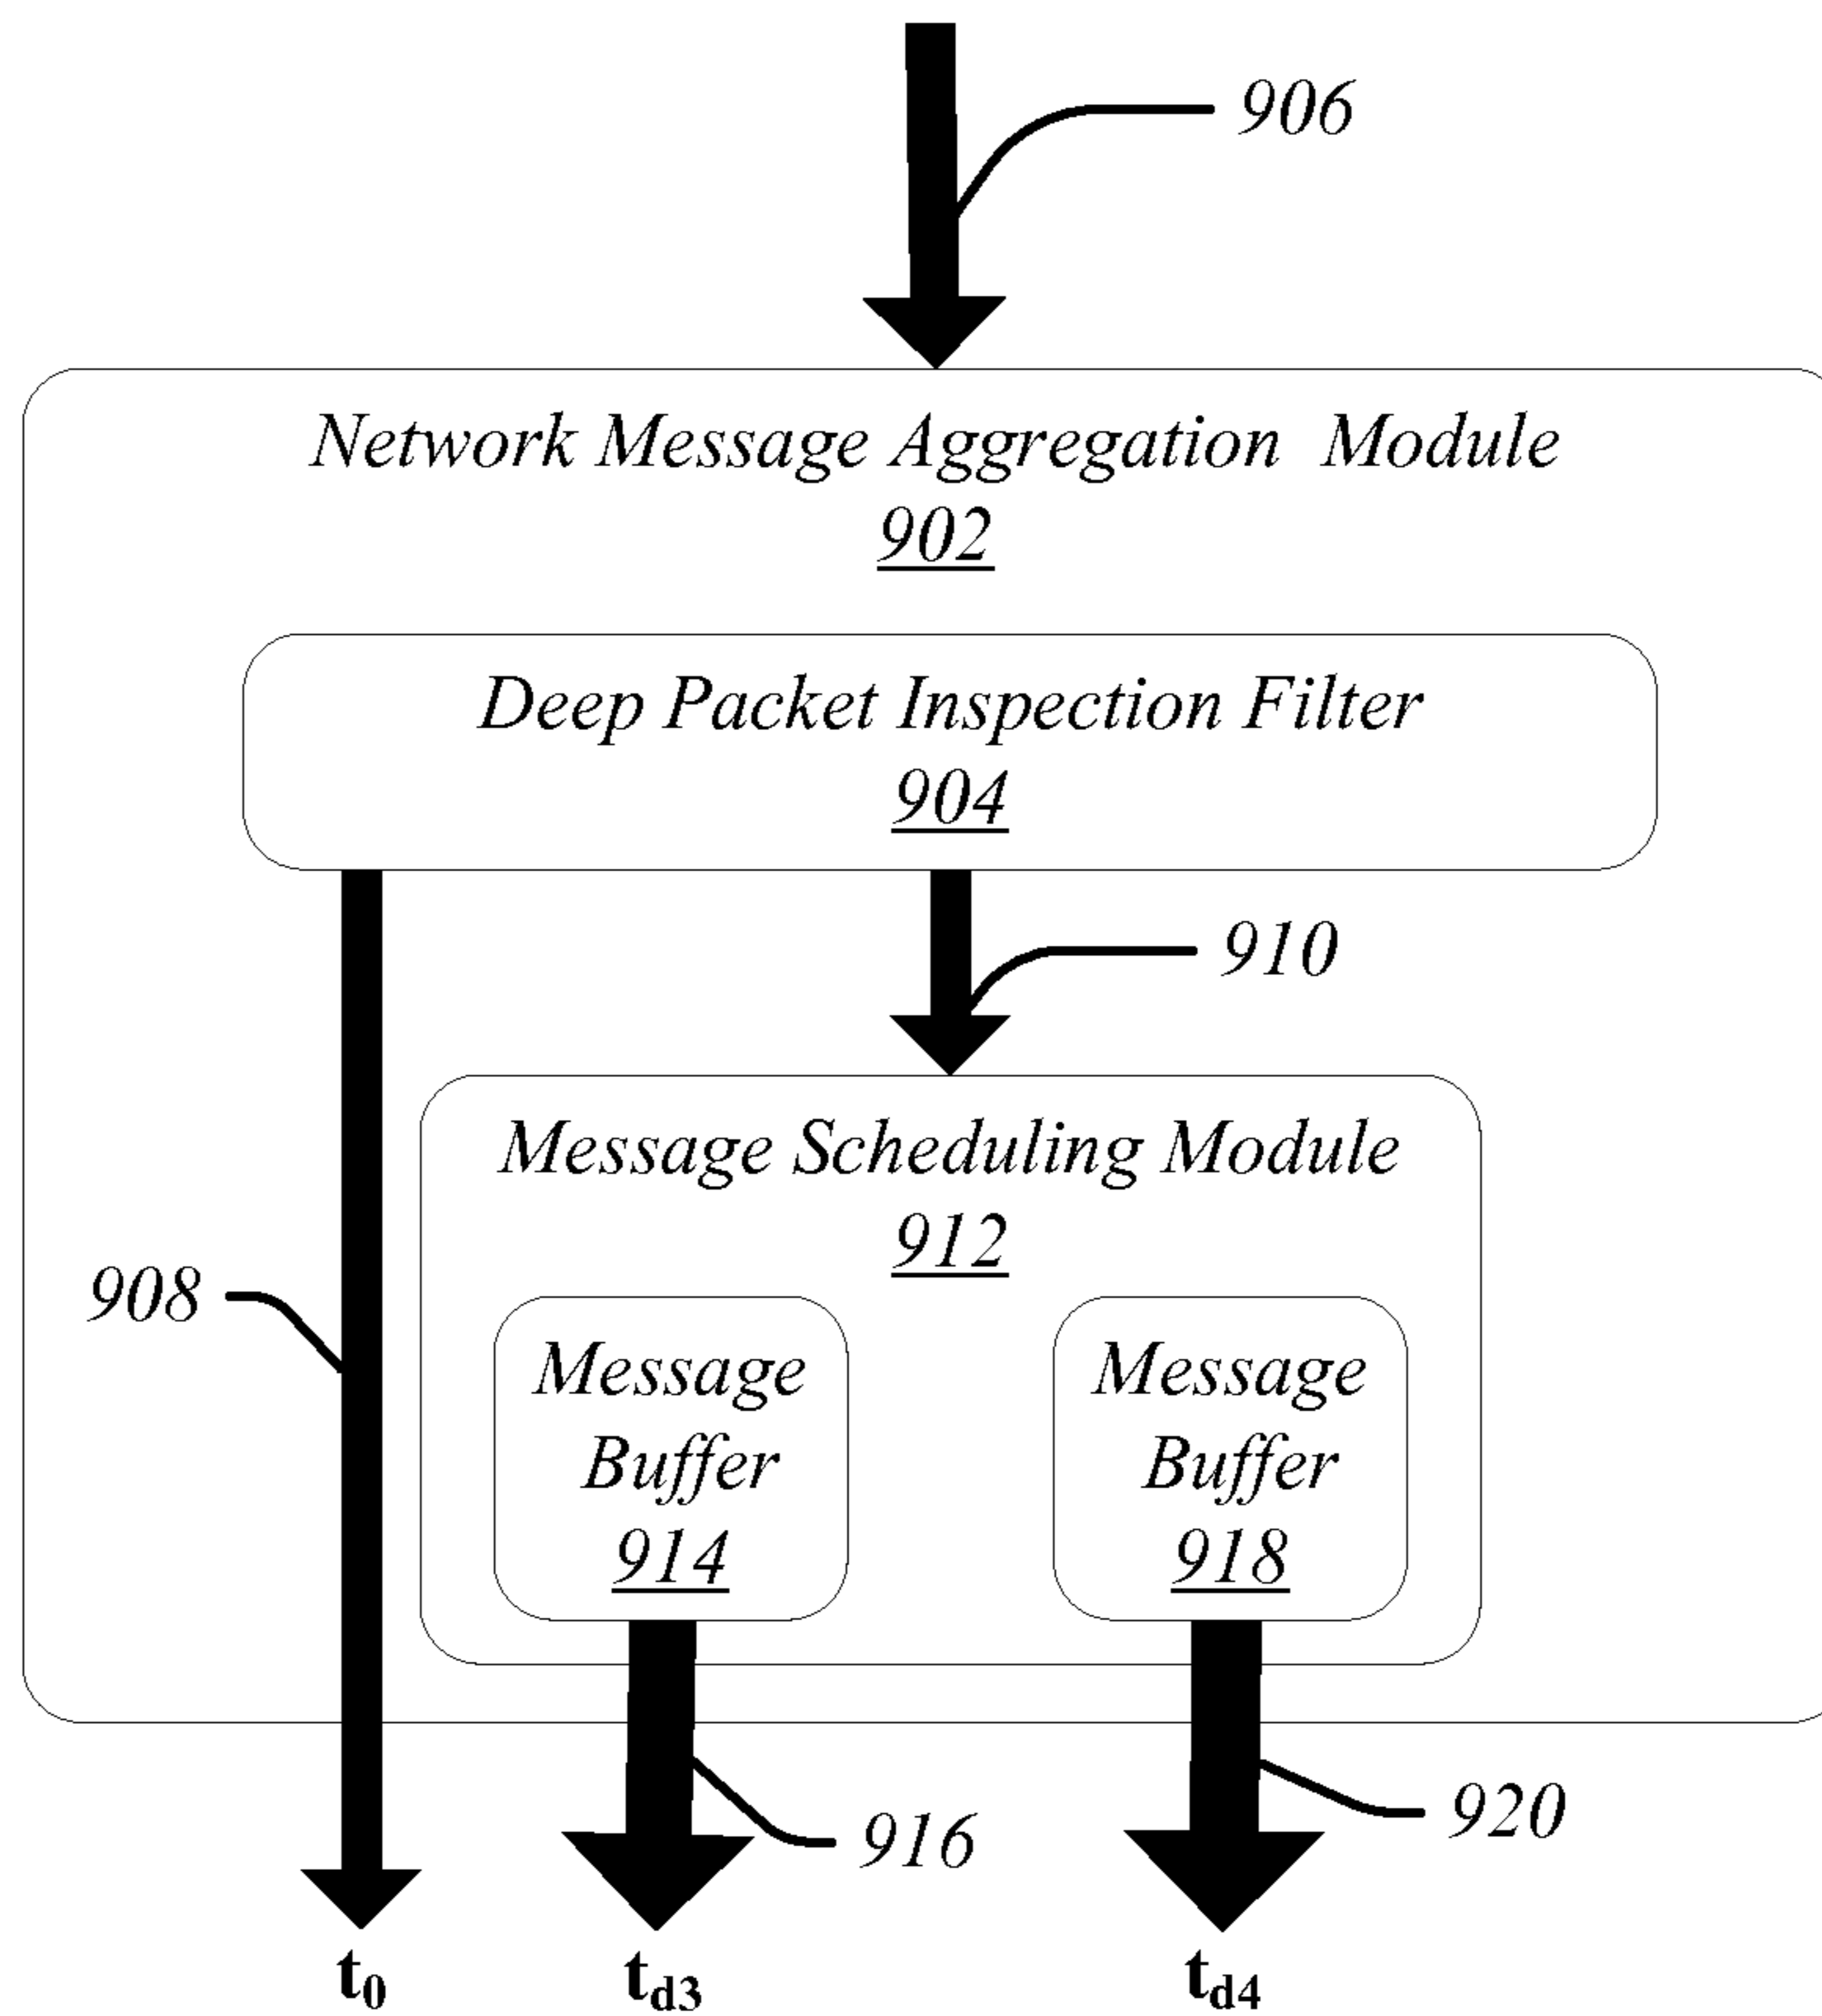 906
Network Message Aggregation Module
902
Deep Packet Inspection Filter
904
910
Message Scheduling Module
912
908
Message
Buffer
914
Message
Buffer
918
916
920
t0
td3
td4